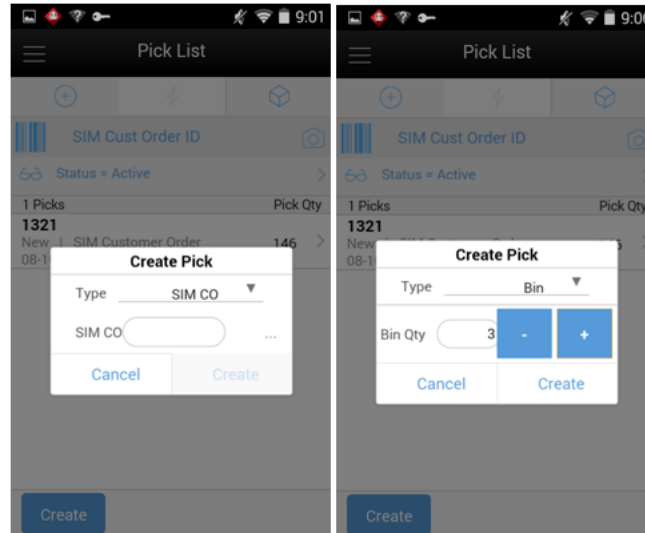 9:01
Pick List
SIM Cust Order ID
Status = Active
1 Picks Pick Qty
1321
New | SIM Customer Order 146
08-1
Create Pick
Type SIM CO
SIM CO ...
Cancel Create
Create
9:00
Pick List
SIM Cust Order ID
Status = Active
1 Picks Pick Qty
1321
New
08-1
Create Pick
Type Bin
Bin Qty 3 - +
Cancel Create
Create